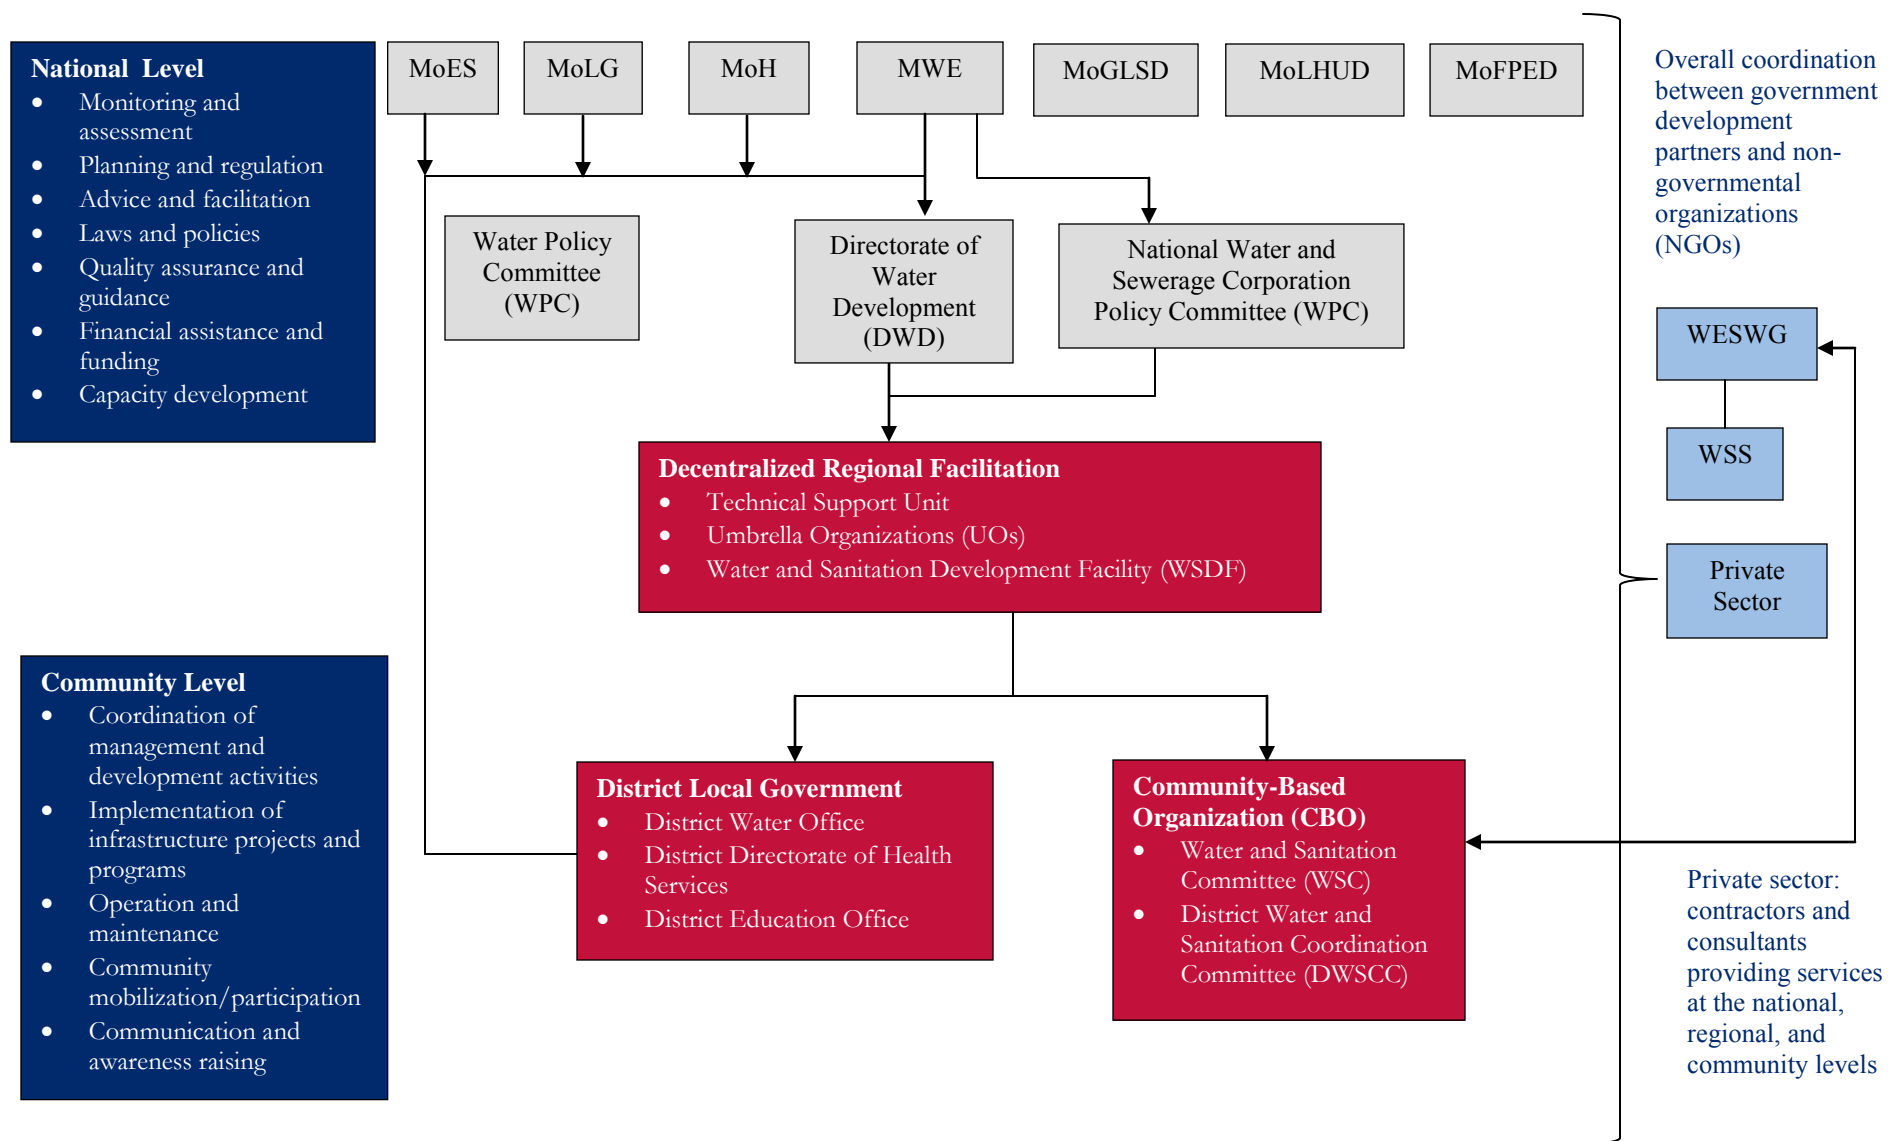 National Level
• Monitoring and
assessment
• Planning and regulation
• Advice and facilitation
• Laws and policies
• Quality assurance and
guidance
• Financial assistance and
funding
• Capacity development
MoES
MoLG
MoH
MWE
MoGLSD
MoLHUD
MoFPED
Water Policy
Committee
(WPC)
Directorate of
Water
Development
(DWD)
National Water and
Sewerage Corporation
Policy Committee (WPC)
Overall coordination
between government
development
partners and non-
governmental
organizations
(NGOs)
WESWG
WSS
Private
Sector
Decentralized Regional Facilitation
• Technical Support Unit
• Umbrella Organizations (UOs)
• Water and Sanitation Development Facility (WSDF)
Community Level
• Coordination of
management and
development activities
• Implementation of
infrastructure projects and
programs
• Operation and
maintenance
• Community
mobilization/participation
• Communication and
awareness raising
District Local Government
• District Water Office
• District Directorate of Health
Services
• District Education Office
Community-Based
Organization (CBO)
• Water and Sanitation
Committee (WSC)
• District Water and
Sanitation Coordination
Committee (DWSCC)
Private sector:
contractors and
consultants
providing services
at the national,
regional, and
community levels